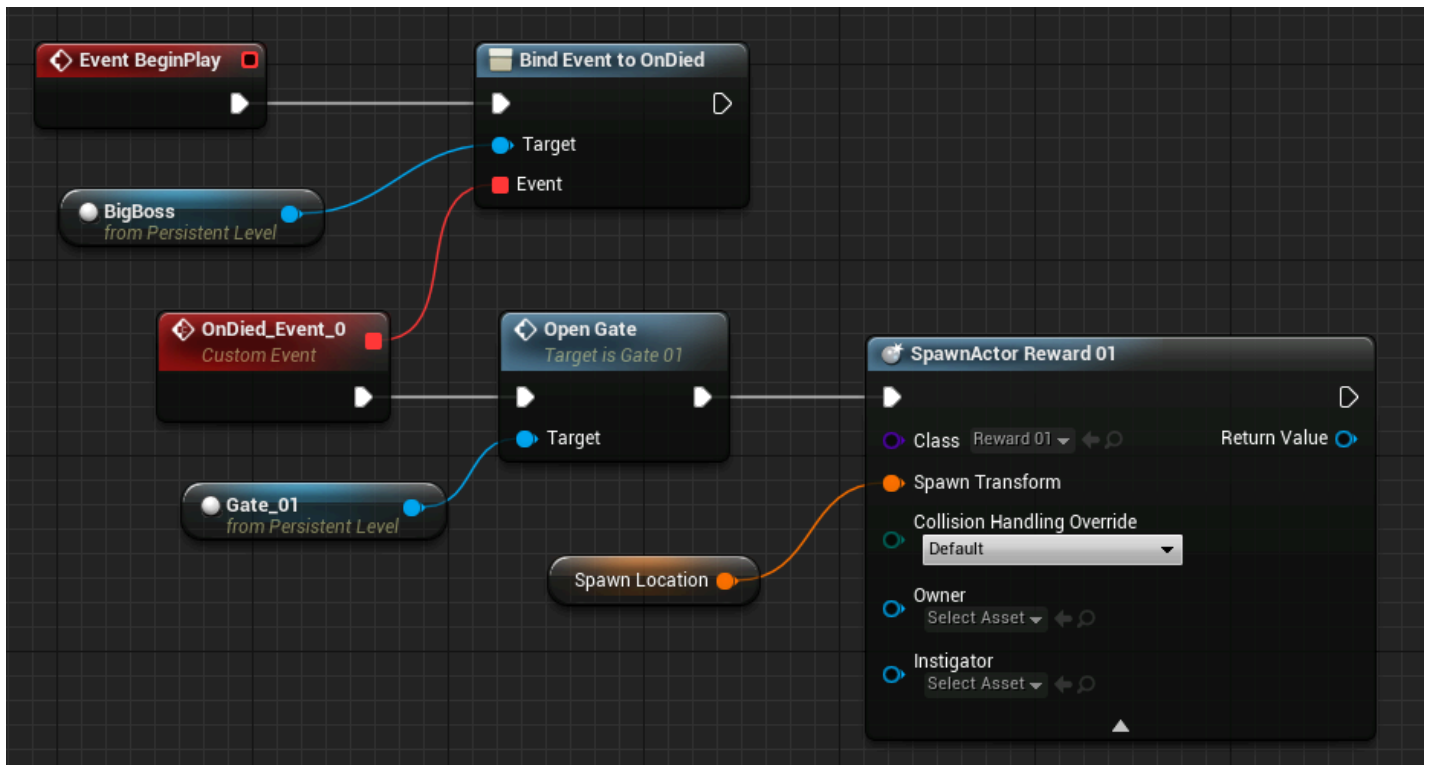 Event BeginPlay
Bind Event to OnDied
Target
Event
BigBoss
from Persistent Level
OnDied_Event_0
Custom Event
Open Gate
Target is Gate 01
Target
Gate_01
from Persistent Level
Spawn Location
SpawnActor Reward 01
Class Reward 01 Return Value
Spawn Transform
Collision Handling Override
Default
Owner
Select Asset
Instigator
Select Asset